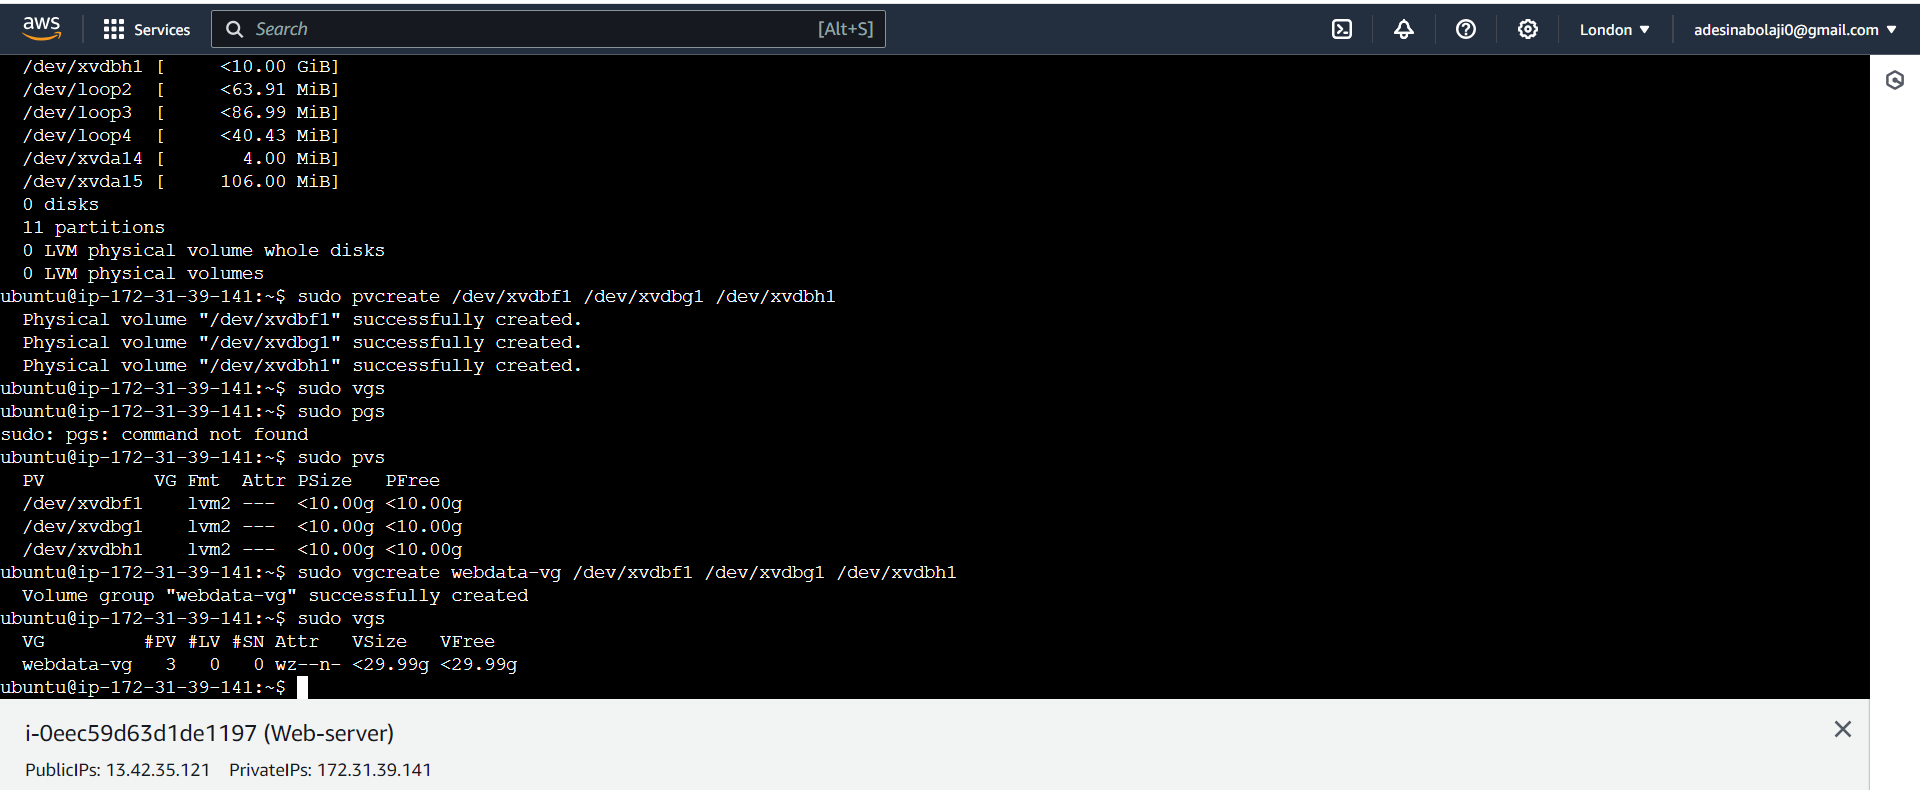 aws
Services
Search [Alt+S]
London
adesinabolaji0@gmail.com
/dev/xvdbh1 [     <10.00 GiB]
/dev/loop2  [     <63.91 MiB]
/dev/loop3  [     <86.99 MiB]
/dev/loop4  [     <40.43 MiB]
/dev/xvda14 [       4.00 MiB]
/dev/xvda15 [     106.00 MiB]
0 disks
11 partitions
0 LVM physical volume whole disks
0 LVM physical volumes
ubuntu@ip-172-31-39-141:~$ sudo pvcreate /dev/xvdbf1 /dev/xvdbg1 /dev/xvdbh1
Physical volume "/dev/xvdbf1" successfully created.
Physical volume "/dev/xvdbg1" successfully created.
Physical volume "/dev/xvdbh1" successfully created.
ubuntu@ip-172-31-39-141:~$ sudo vgs
ubuntu@ip-172-31-39-141:~$ sudo pgs
sudo: pgs: command not found
ubuntu@ip-172-31-39-141:~$ sudo pvs
PV          VG Fmt  Attr PSize   PFree
/dev/xvdbf1    lvm2 ---  <10.00g <10.00g
/dev/xvdbg1    lvm2 ---  <10.00g <10.00g
/dev/xvdbh1    lvm2 ---  <10.00g <10.00g
ubuntu@ip-172-31-39-141:~$ sudo vgcreate webdata-vg /dev/xvdbf1 /dev/xvdbg1 /dev/xvdbh1
Volume group "webdata-vg" successfully created
ubuntu@ip-172-31-39-141:~$ sudo vgs
VG         #PV #LV #SN Attr   VSize   VFree
webdata-vg   3   0   0 wz--n- <29.99g <29.99g
ubuntu@ip-172-31-39-141:~$
i-0eec59d63d1de1197 (Web-server)
PublicIPs: 13.42.35.121 PrivateIPs: 172.31.39.141